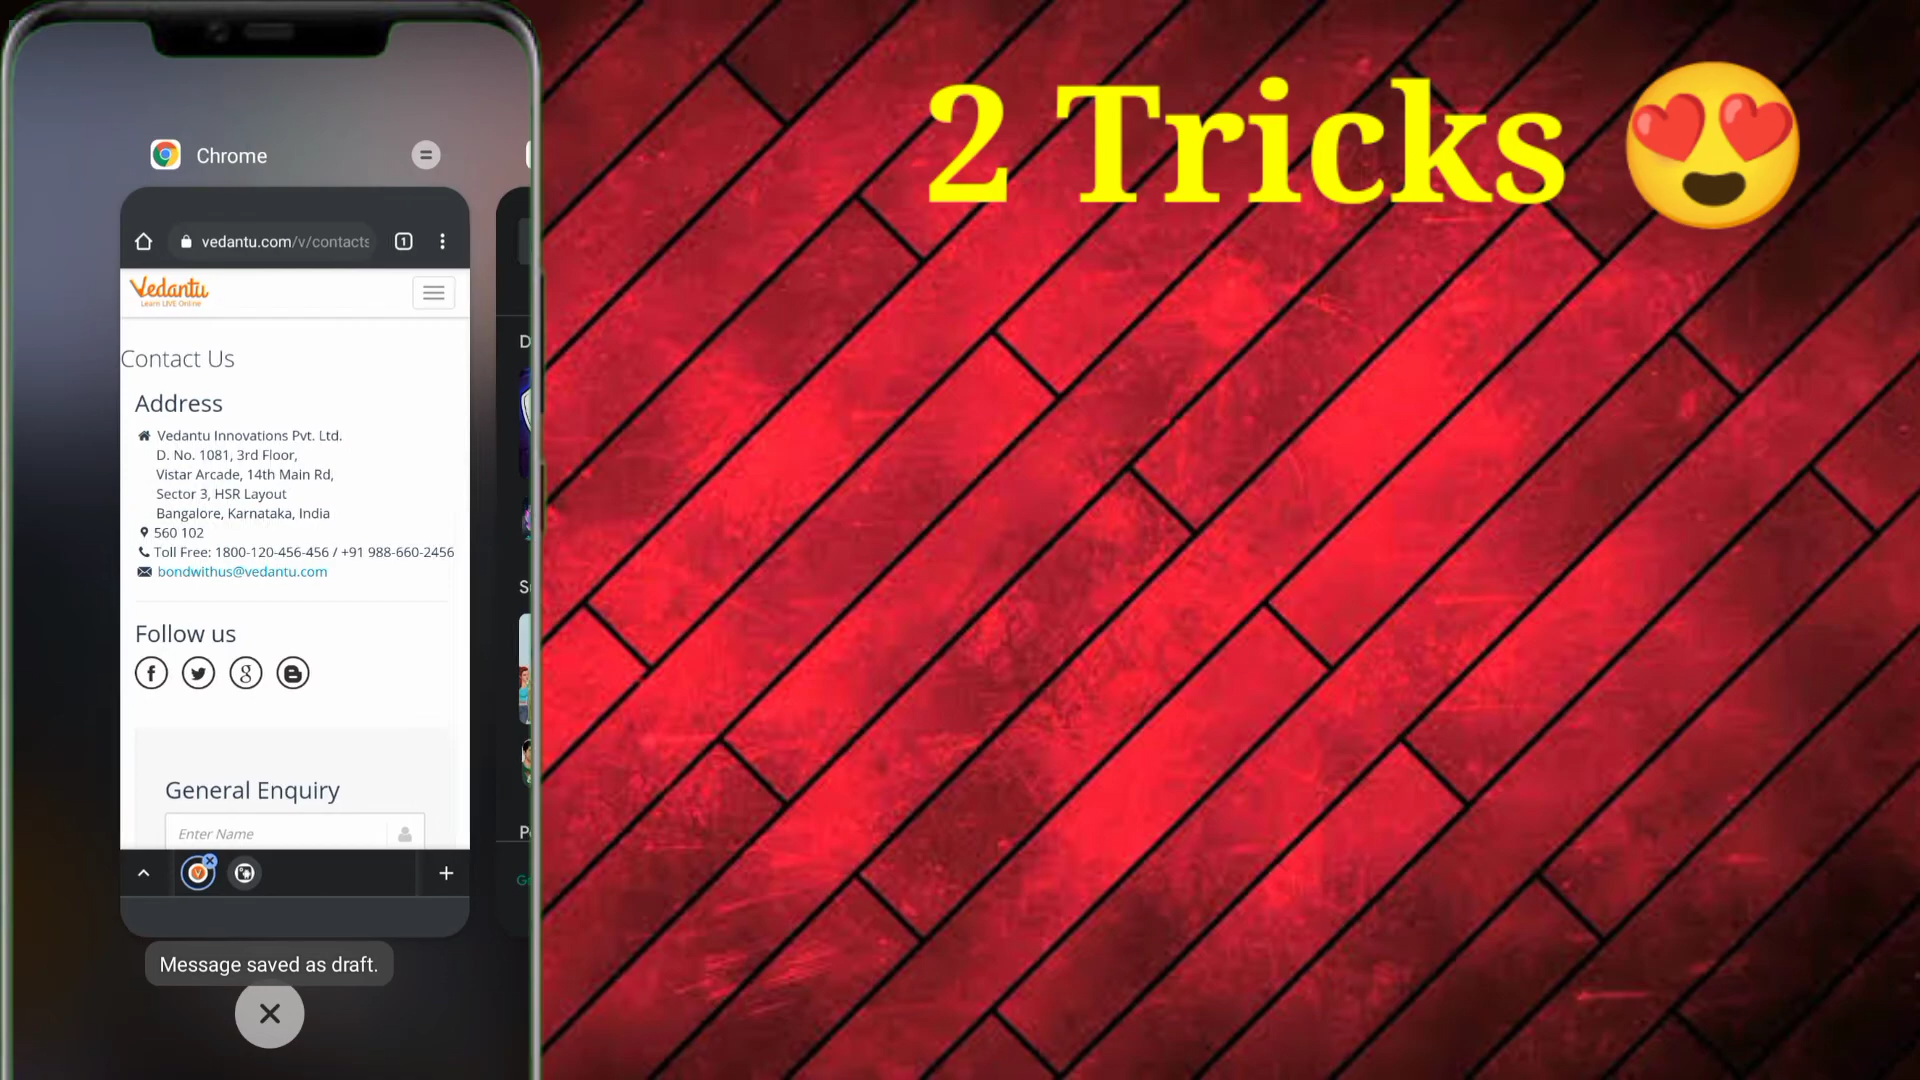 2 Tricks 😍
Chrome
vedantu.com/v/contacts
1
Vedantu
Learn LIVE Online
Contact Us
Address
Vedantu Innovations Pvt. Ltd.
D. No. 1081, 3rd Floor,
Vistar Arcade, 14th Main Rd,
Sector 3, HSR Layout
Bangalore, Karnataka, India
560 102
Toll Free: 1800-120-456-456 / +91 988-660-2456
bondwithus@vedantu.com
Follow us
General Enquiry
Enter Name
Message saved as draft.